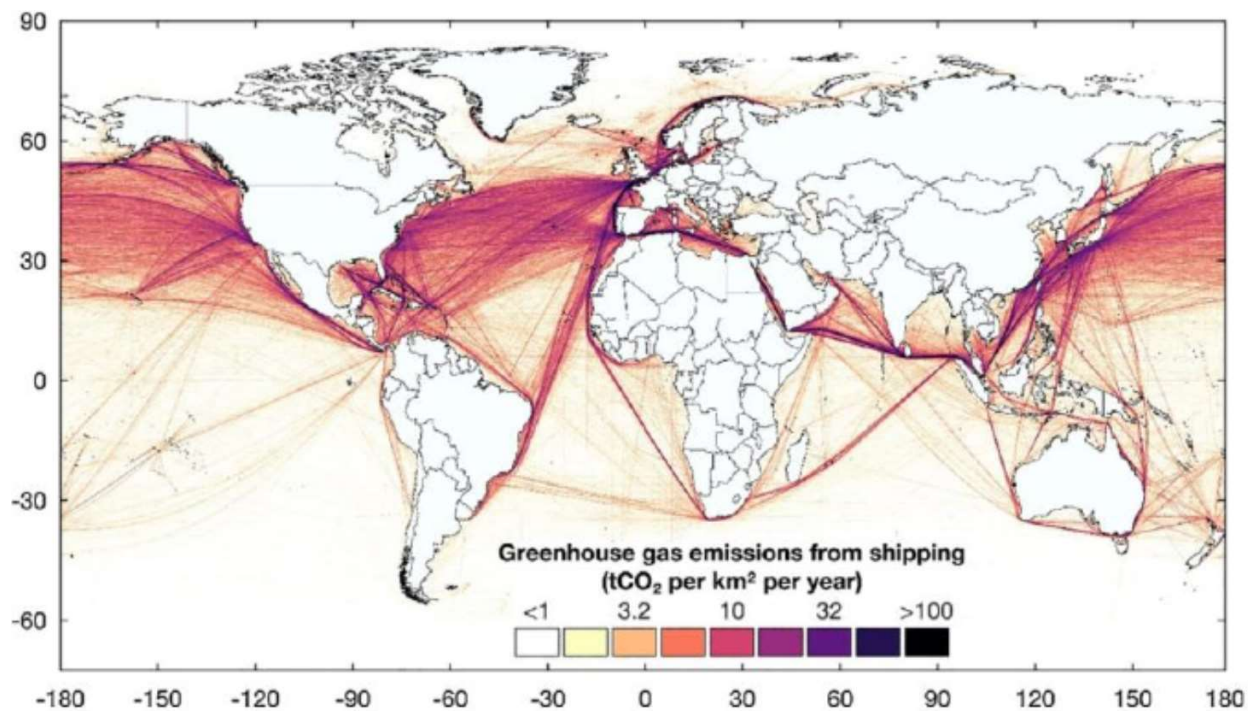 90
60
30
0
-30
-60
Greenhouse gas emissions from shipping
(tCO₂ per km² per year)
<1 3.2 10 32 >100
-180 -150 -120 -90 -60 -30 0 30 60 90 120 150 180